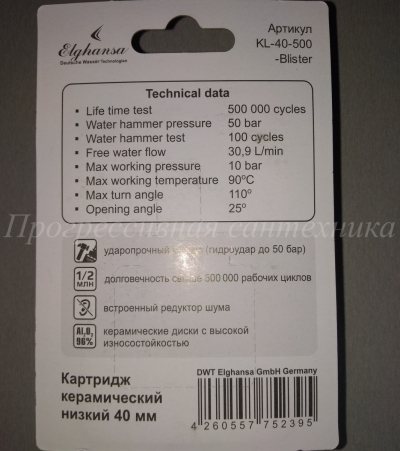 Elghansa
Deutsche Wasser Technologien
Артикул
KL-40-500
-Blister
Technical data
• Life time test 500 000 cycles
• Water hammer pressure 50 bar
• Water hammer test 100 cycles
• Free water flow 30,9 L/min
• Max working pressure 10 bar
• Max working temperature 90ºC
• Max turn angle 110º
• Opening angle 25º
Прогрессивная сантехника
ударопрочный (гидроудар до 50 бар)
1/2
МЛН
долговечность свыше 500 000 рабочих циклов
встроенный редуктор шума
96%
керамические диски с высокой
износостойкостью
Картридж
керамический
низкий 40 мм
DWT Elghansa GmbH Germany
4 260557 752395